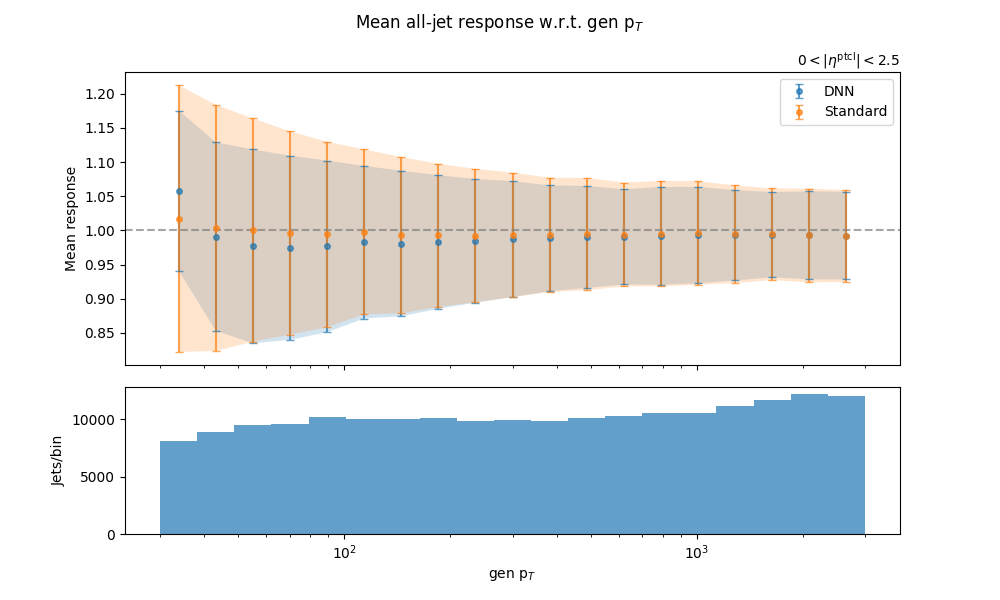 Mean all-jet response w.r.t. gen p_T
0 < |η^ptcl| < 2.5
DNN
Standard
Mean response
1.20
1.15
1.10
1.05
1.00
0.95
0.90
0.85
Jets/bin
10000
5000
0
10^2
10^3
gen p_T